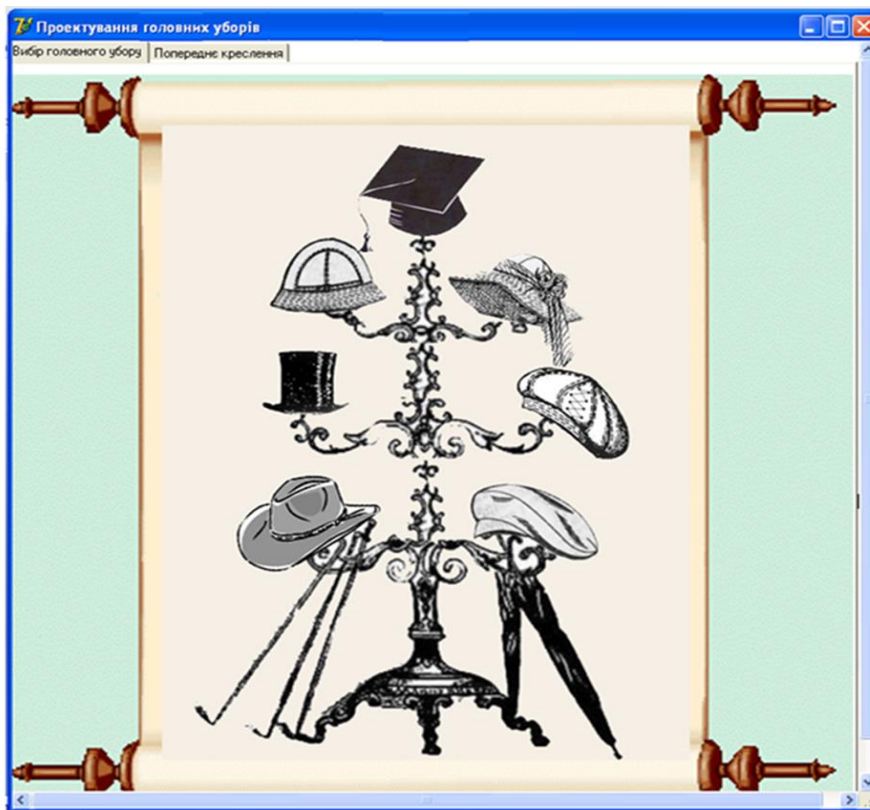 Проектування головних уборів
Вибір головного убору
Попереднє креслення